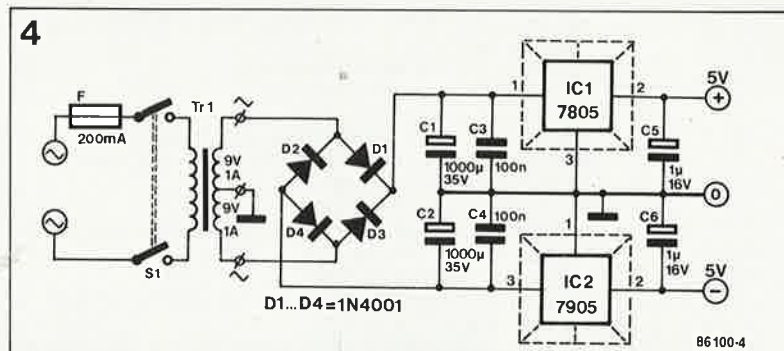 4
F
200mA
S1
Tr 1
9V
1A
9V
1A
D2
D1
D4
D3
D1...D4=1N4001
C1
1000µ
35V
C3
100n
C2
1000µ
35V
C4
100n
1
IC1
7805
2
3
1
IC2
7905
3
2
C5
1µ
16V
C6
1µ
16V
5V
+
0
5V
−
86100-4